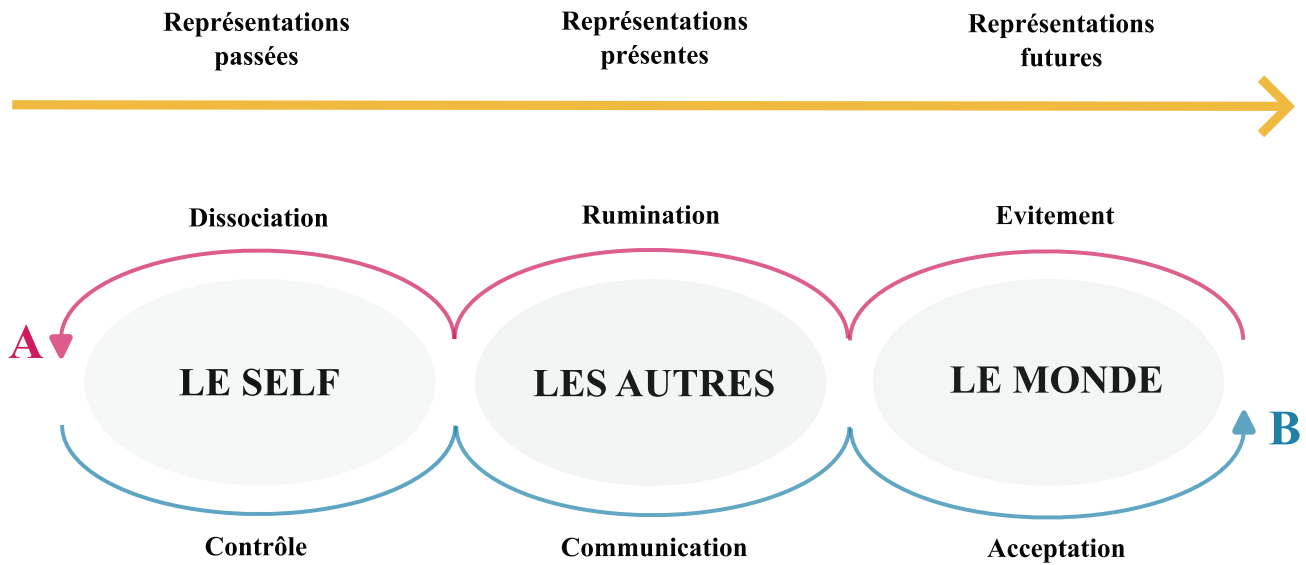 Représentations
passées
Représentations
présentes
Représentations
futures
Dissociation
Rumination
Evitement
A
LE SELF
LES AUTRES
LE MONDE
B
Contrôle
Communication
Acceptation